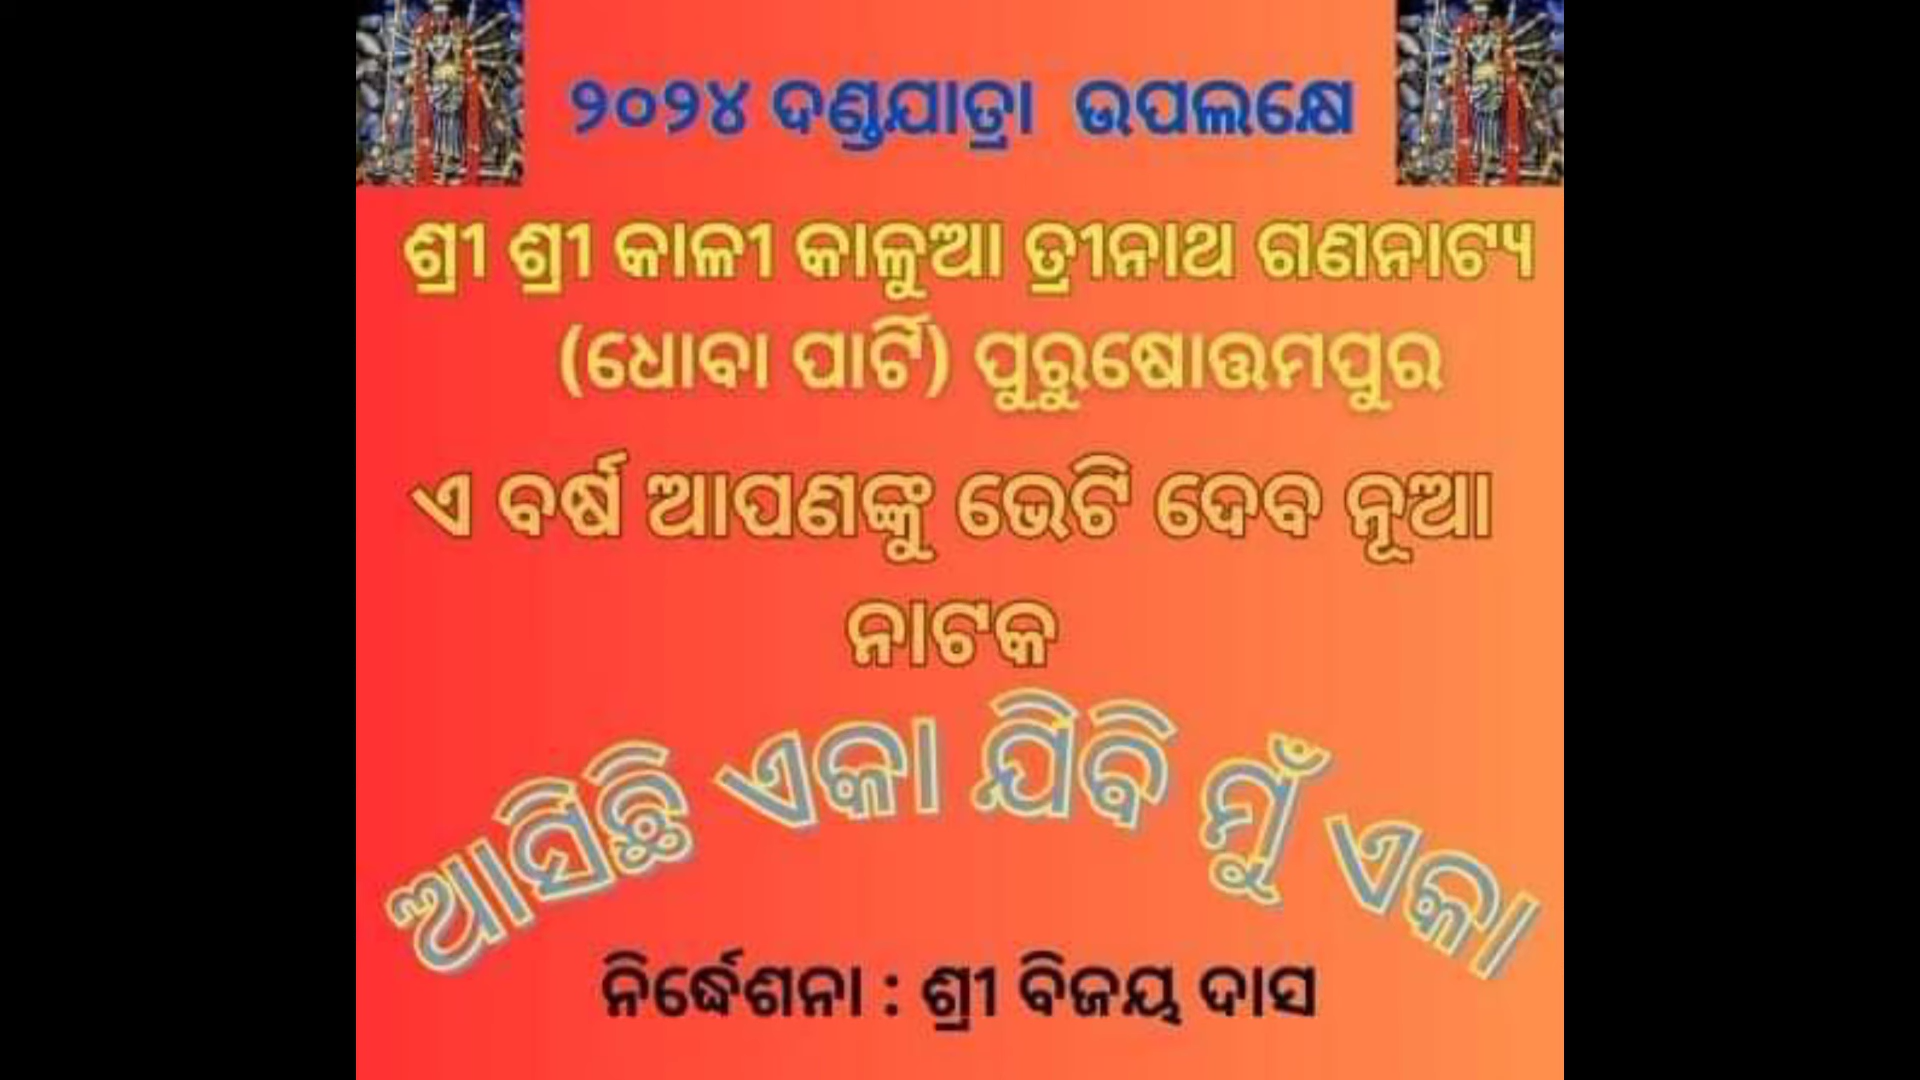 ୨୦୨୪ ଦଣ୍ଡଯାତ୍ରା ଉପଲକ୍ଷେ
ଶ୍ରୀ ଶ୍ରୀ କାଳୀ କାଳୁଆ ତ୍ରୀନାଥ ଗଣନାଟ୍ୟ
(ଧୋବା ପାର୍ଟି) ପୁରୁଷୋତ୍ତମପୁର
ଏ ବର୍ଷ ଆପଣଙ୍କୁ ଭେଟି ଦେବ ନୂଆ
ନାଟକ
ଆସିଛି ଏକା ଯିବି ମୁଁ ଏକା
ନିର୍ଦ୍ଧେଶନା : ଶ୍ରୀ ବିଜୟ ଦାସ